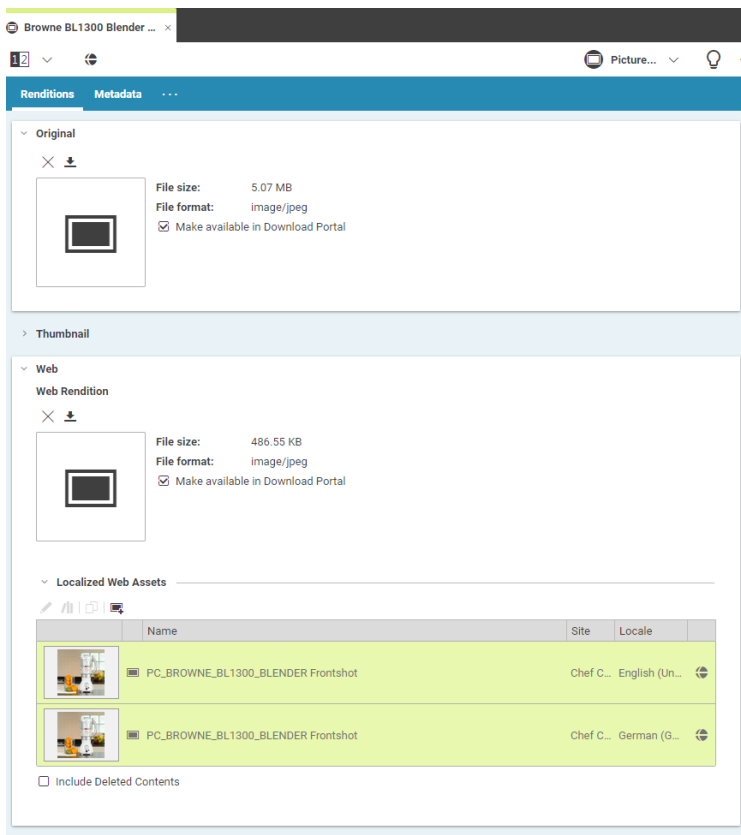 Browne BL1300 Blender ... ×
12
Picture...
Renditions Metadata ...
Original
File size: 5.07 MB
File format: image/jpeg
Make available in Download Portal
Thumbnail
Web
Web Rendition
File size: 486.55 KB
File format: image/jpeg
Make available in Download Portal
Localized Web Assets
Name Site Locale
PC_BROWNE_BL1300_BLENDER Frontshot Chef C... English (Un...
PC_BROWNE_BL1300_BLENDER Frontshot Chef C... German (G...
Include Deleted Contents